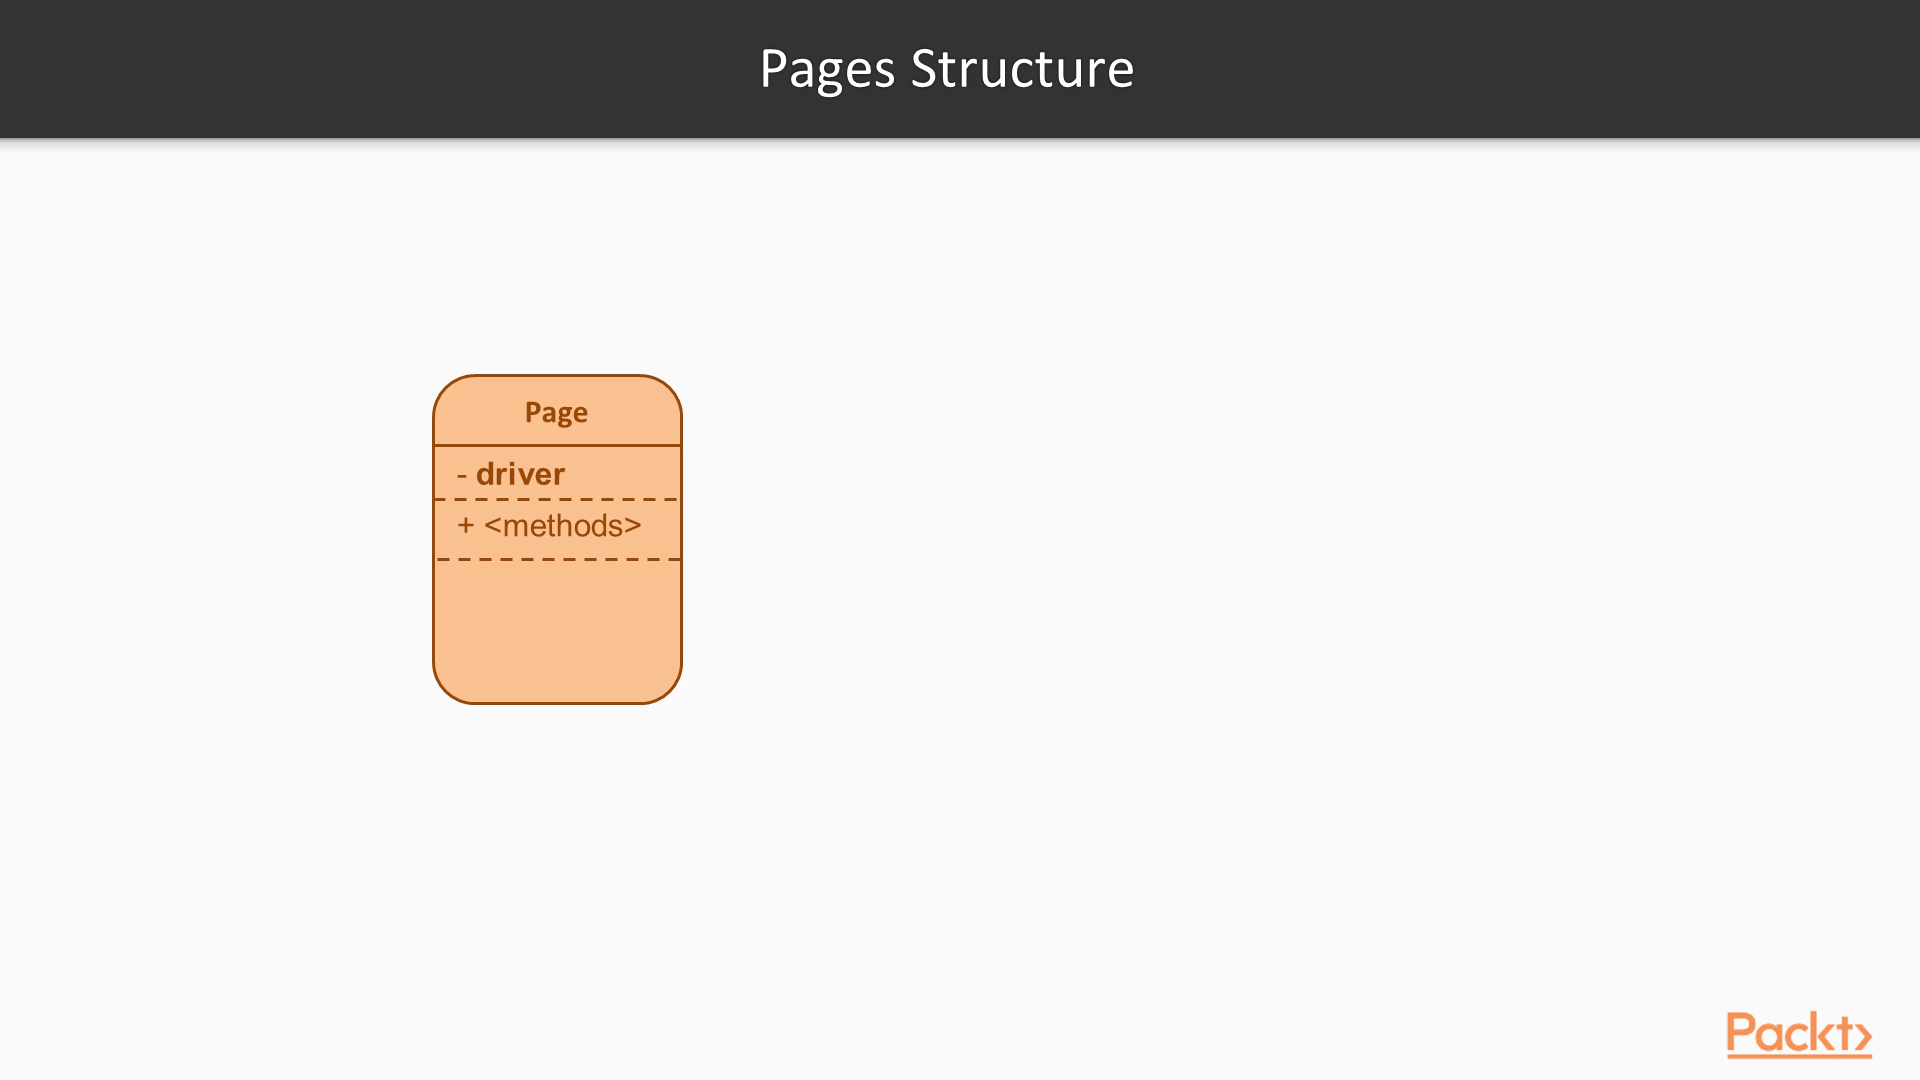 Pages Structure
Page
- driver
+ <methods>
Packt>